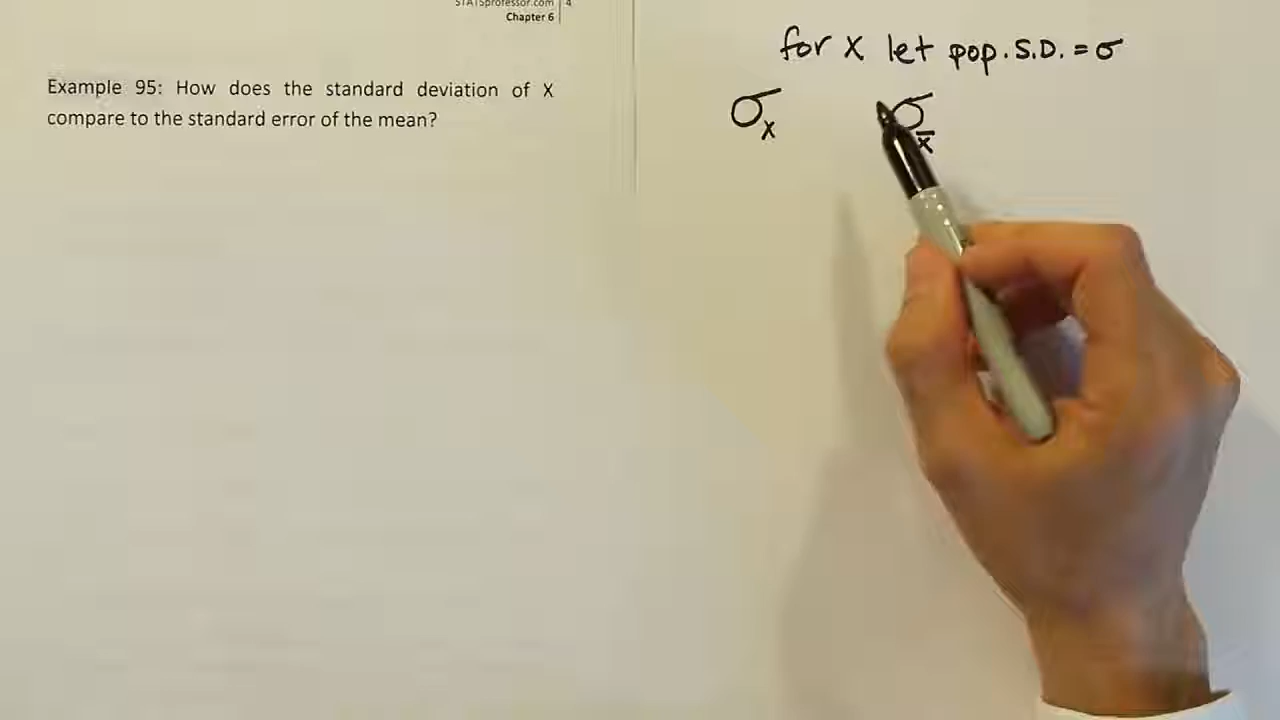 STATSprofessor.com | 4
Chapter 6
Example 95: How does the standard deviation of X
compare to the standard error of the mean?
for x let pop. S.D. = σ
σₓ σ_x̄